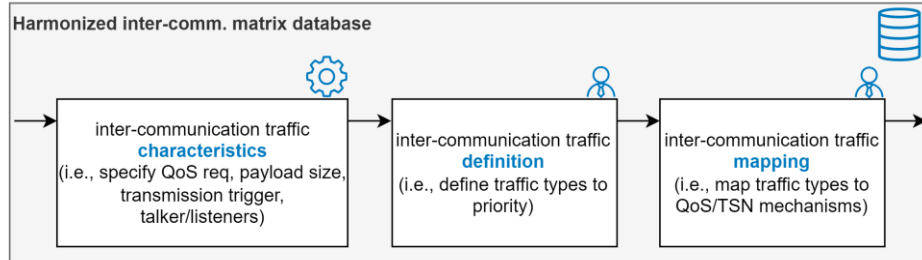 Harmonized inter-comm. matrix database
inter-communication traffic
characteristics
(i.e., specify QoS req, payload size,
transmission trigger,
talker/listeners)
inter-communication traffic
definition
(i.e., define traffic types to
priority)
inter-communication traffic
mapping
(i.e., map traffic types to
QoS/TSN mechanisms)